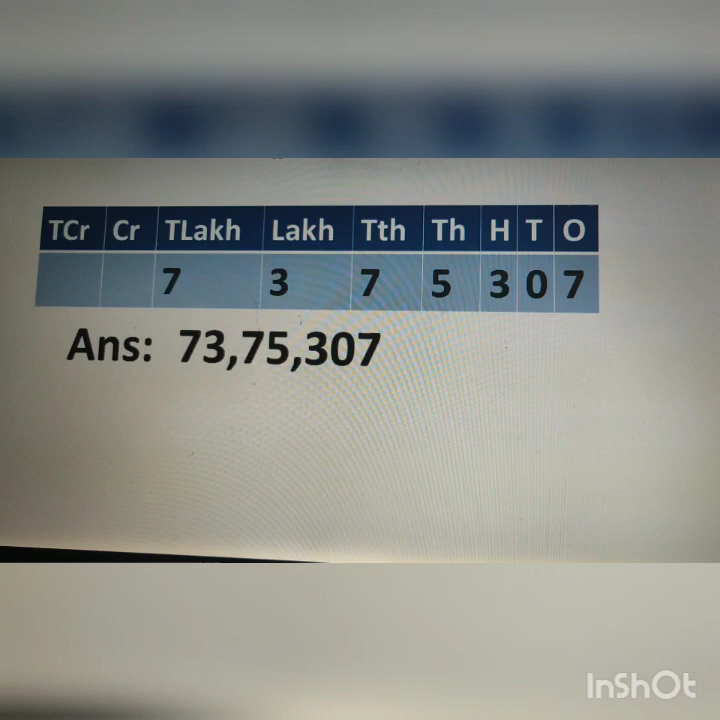 TCr Cr TLakh Lakh Tth Th H T O
7 3 7 5 3 0 7
Ans: 73,75,307
InShOt